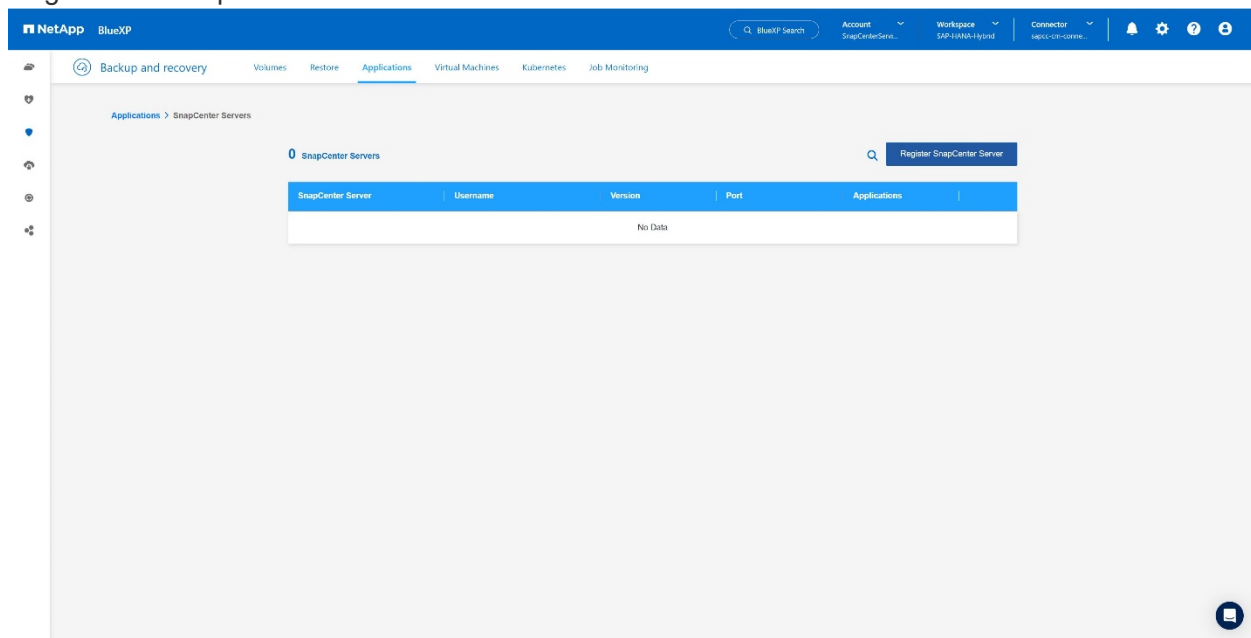 NetApp BlueXP
BlueXP Search
Account
SnapCenterServi...
Workspace
SAP-HANA-Hybrid
Connector
sapcc-cm-conne...
Backup and recovery
Volumes Restore Applications Virtual Machines Kubernetes Job Monitoring
Applications > SnapCenter Servers
0 SnapCenter Servers
Register SnapCenter Server
SnapCenter Server Username Version Port Applications
No Data